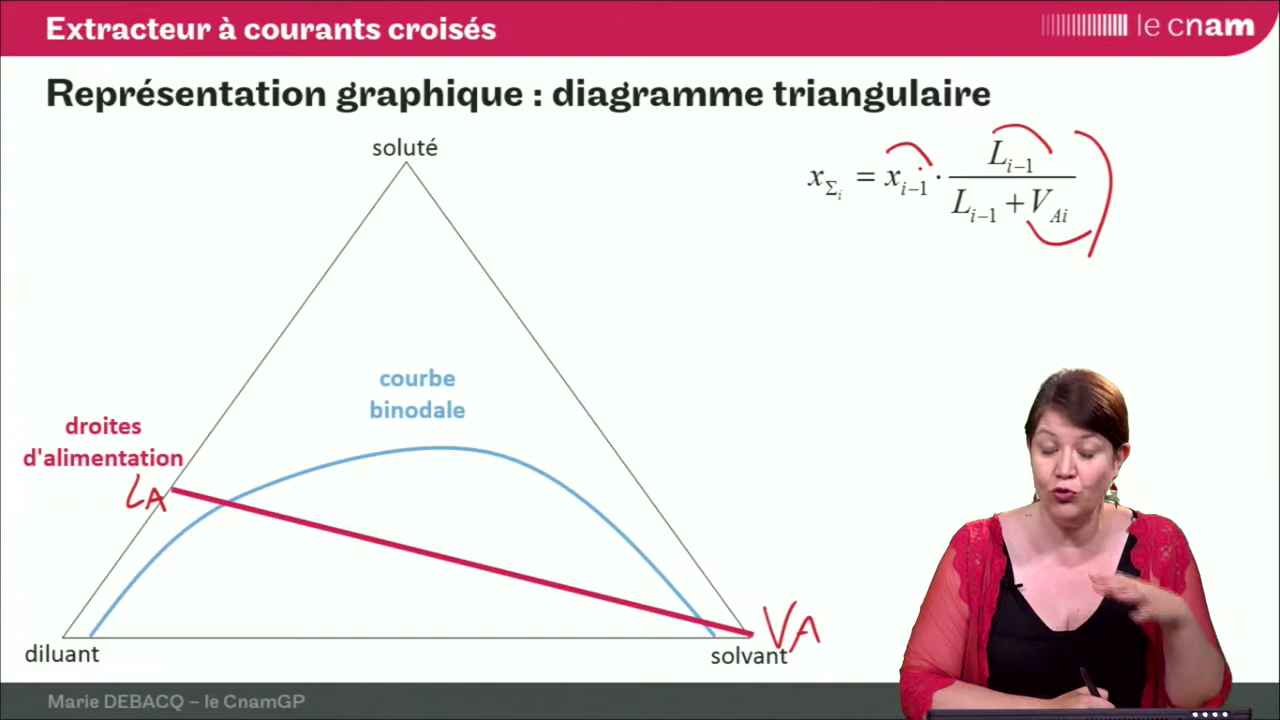 Extracteur à courants croisés
le cnam
Représentation graphique : diagramme triangulaire
soluté
x_{Σ_i} = x_{i−1} · \frac{L_{i−1}}{L_{i−1} + V_{Ai}}
courbe
binodale
droites
d'alimentation
LA
VA
diluant
solvant
Marie DEBACQ – le CnamGP